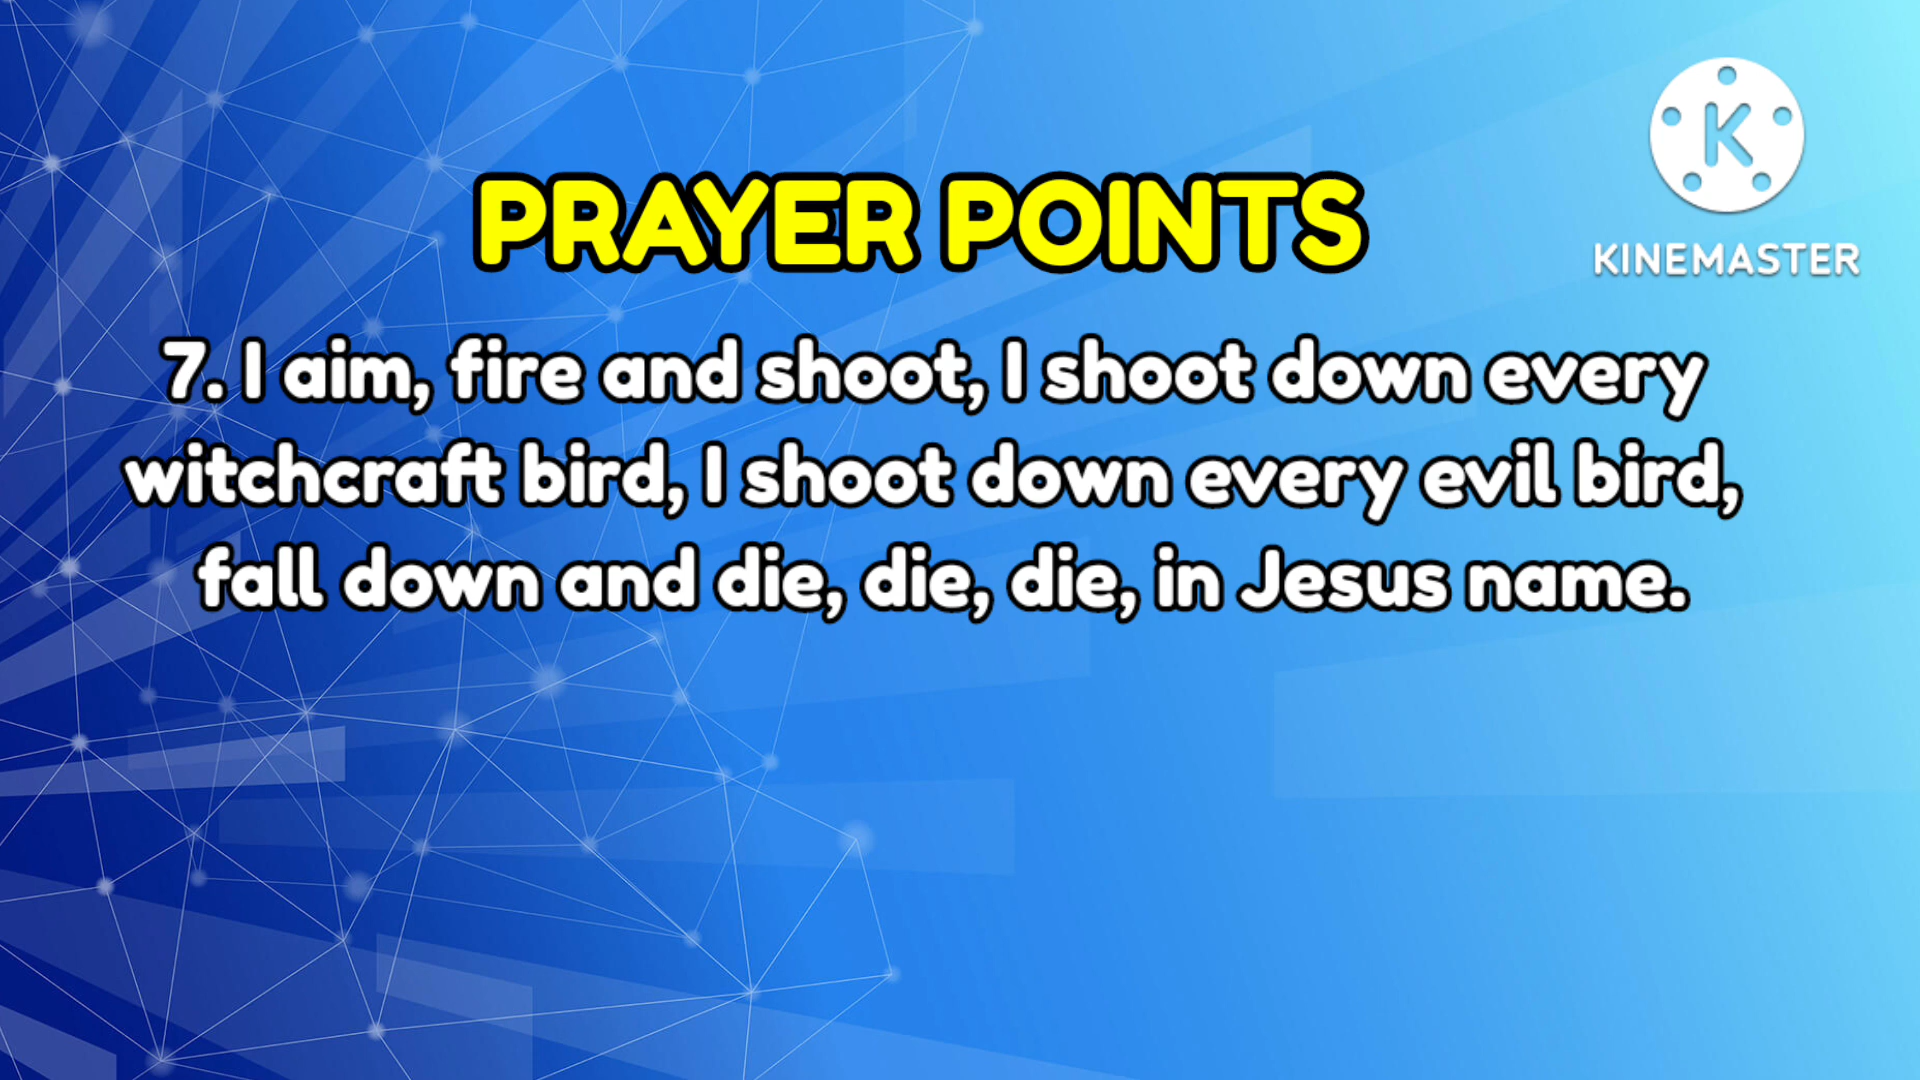 K
KINEMASTER
PRAYER POINTS
7. I aim, fire and shoot, I shoot down every
witchcraft bird, I shoot down every evil bird,
fall down and die, die, die, in Jesus name.